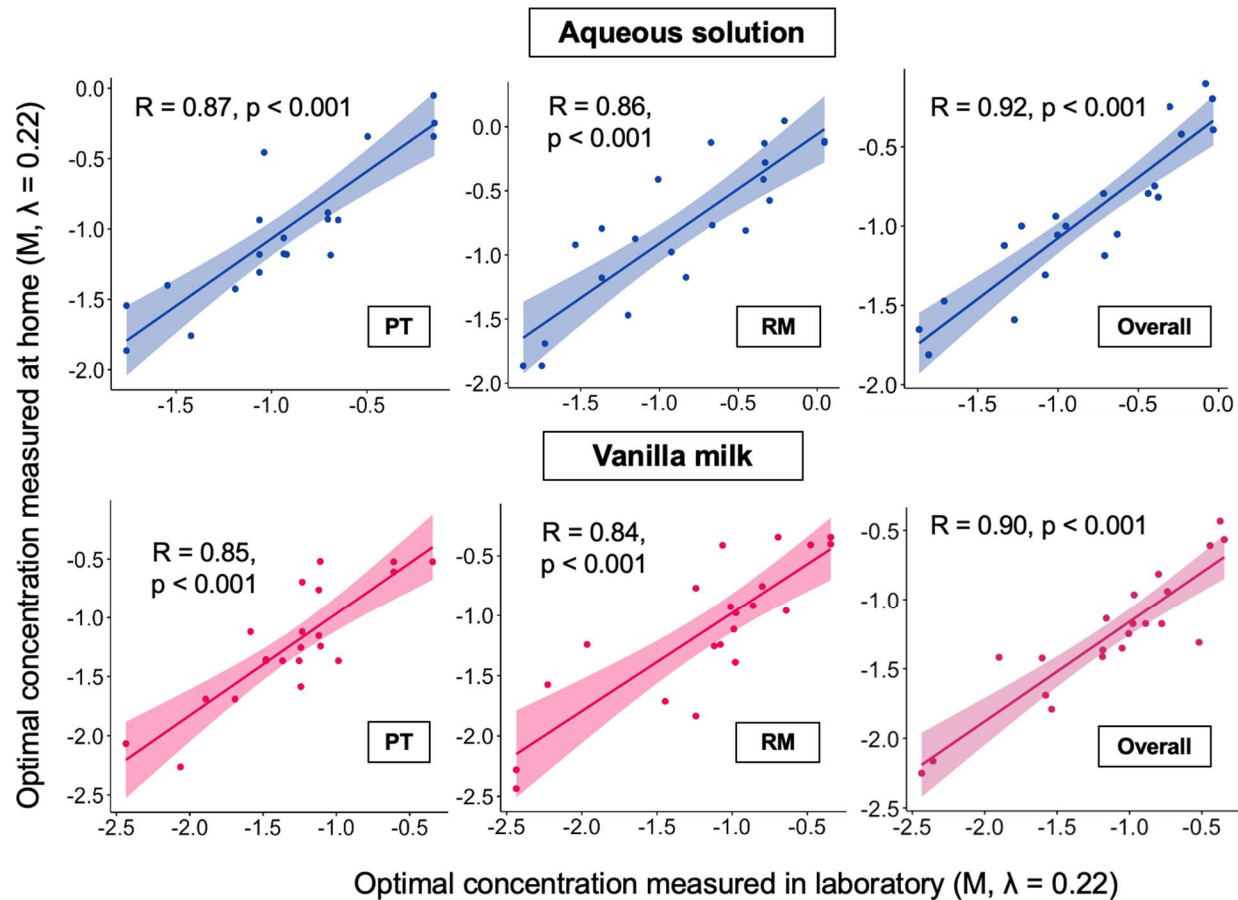 Aqueous solution
Optimal concentration measured at home (M, λ = 0.22)
R = 0.87, p < 0.001
0.0
-0.5
-1.0
-1.5
-2.0
-1.5
-1.0
-0.5
PT
R = 0.86,
p < 0.001
0.0
-0.5
-1.0
-1.5
-2.0
-1.5
-1.0
-0.5
0.0
RM
R = 0.92, p < 0.001
-0.5
-1.0
-1.5
-2.0
-1.5
-1.0
-0.5
0.0
Overall
Vanilla milk
R = 0.85,
p < 0.001
-0.5
-1.0
-1.5
-2.0
-2.5
-2.5
-2.0
-1.5
-1.0
-0.5
PT
R = 0.84,
p < 0.001
-0.5
-1.0
-1.5
-2.0
-2.5
-2.5
-2.0
-1.5
-1.0
-0.5
RM
R = 0.90, p < 0.001
-0.5
-1.0
-1.5
-2.0
-2.5
-2.5
-2.0
-1.5
-1.0
-0.5
Overall
Optimal concentration measured in laboratory (M, λ = 0.22)